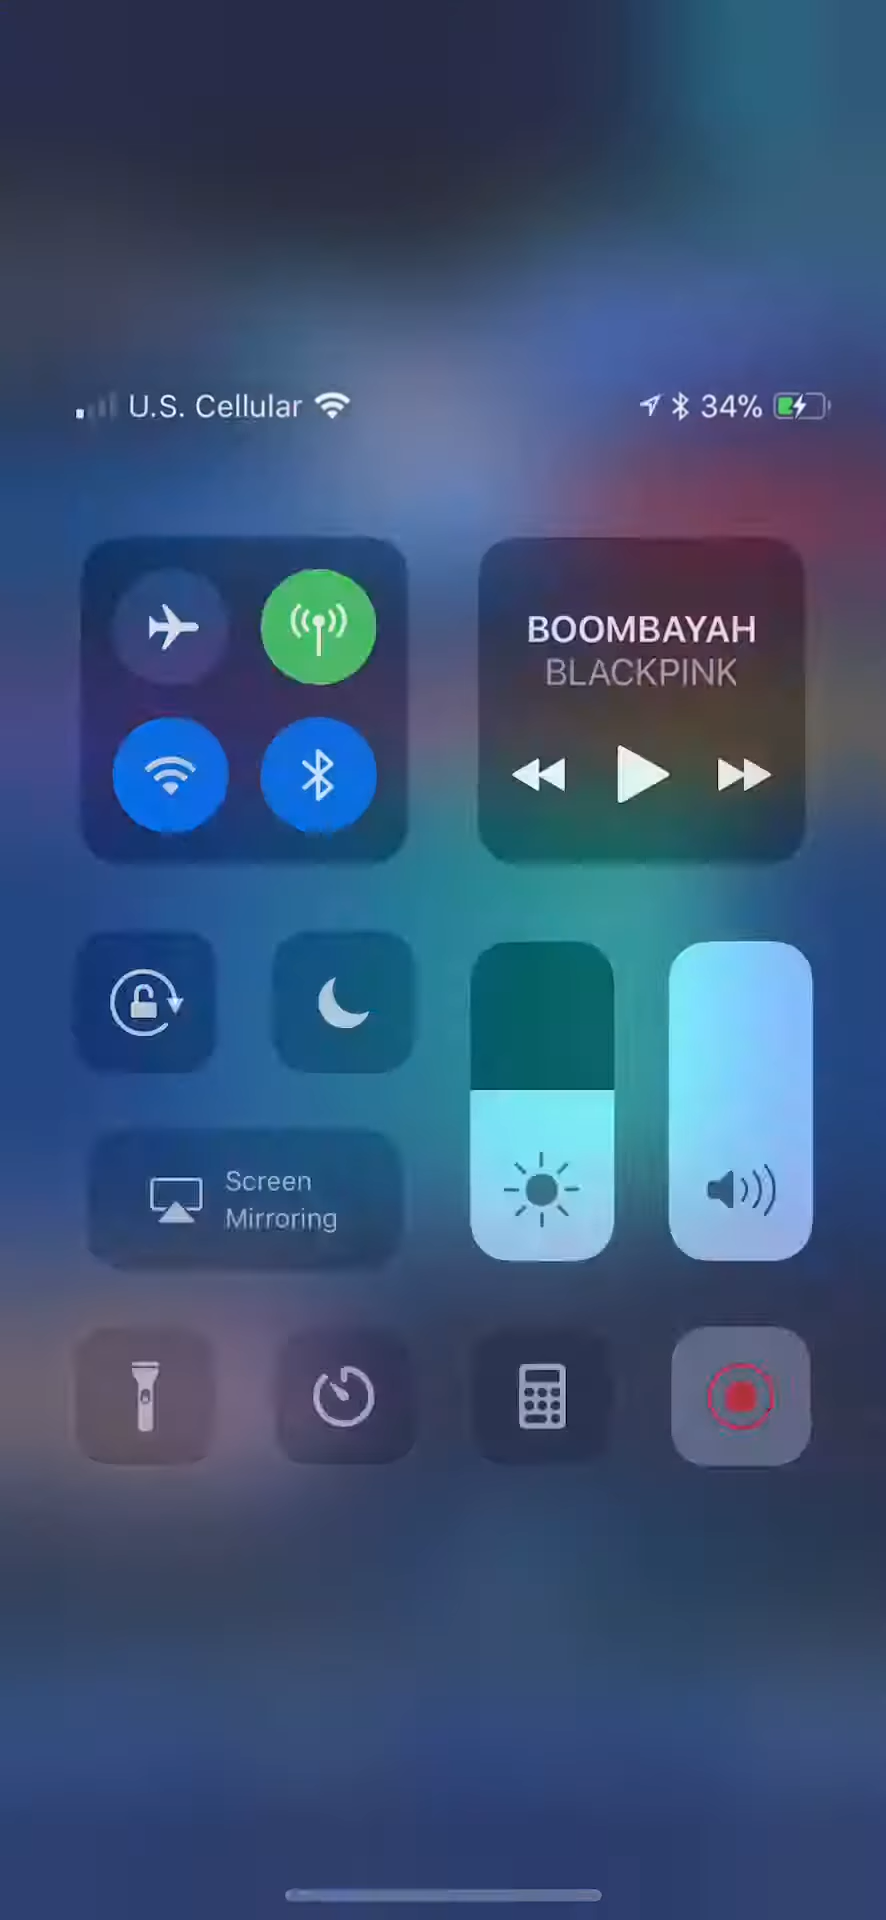 U.S. Cellular
34%
BOOMBAYAH
BLACKPINK
Screen
Mirroring